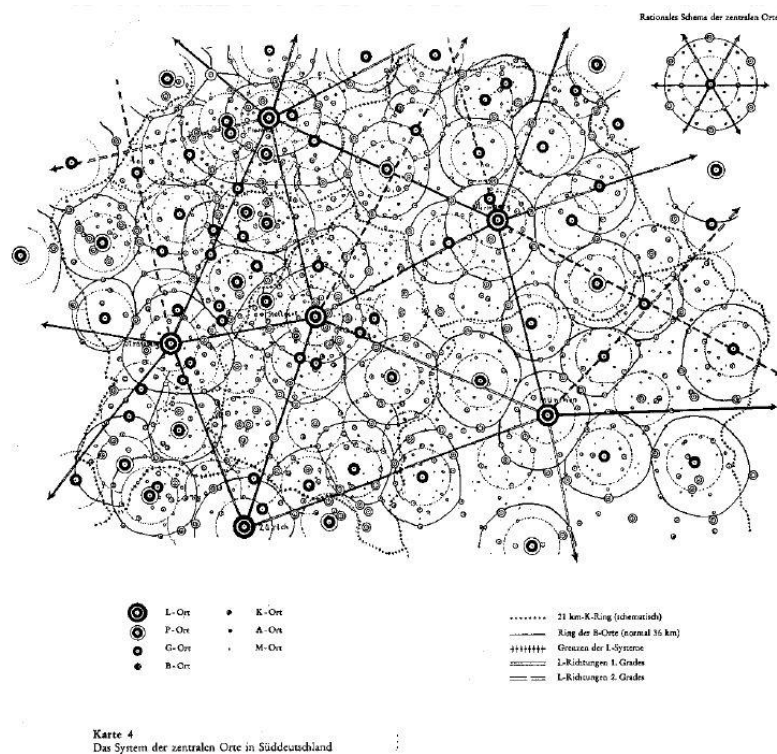 Rationales Schema der zentralen Orte
Zürich
L-Ort
P-Ort
G-Ort
B-Ort
K-Ort
A-Ort
M-Ort
21 km-K-Ring (schematisch)
Ring der B-Orte (normal 36 km)
Grenzen der L-Systeme
L-Richtungen 1. Grades
L-Richtungen 2. Grades
Karte 4
Das System der zentralen Orte in Süddeutschland